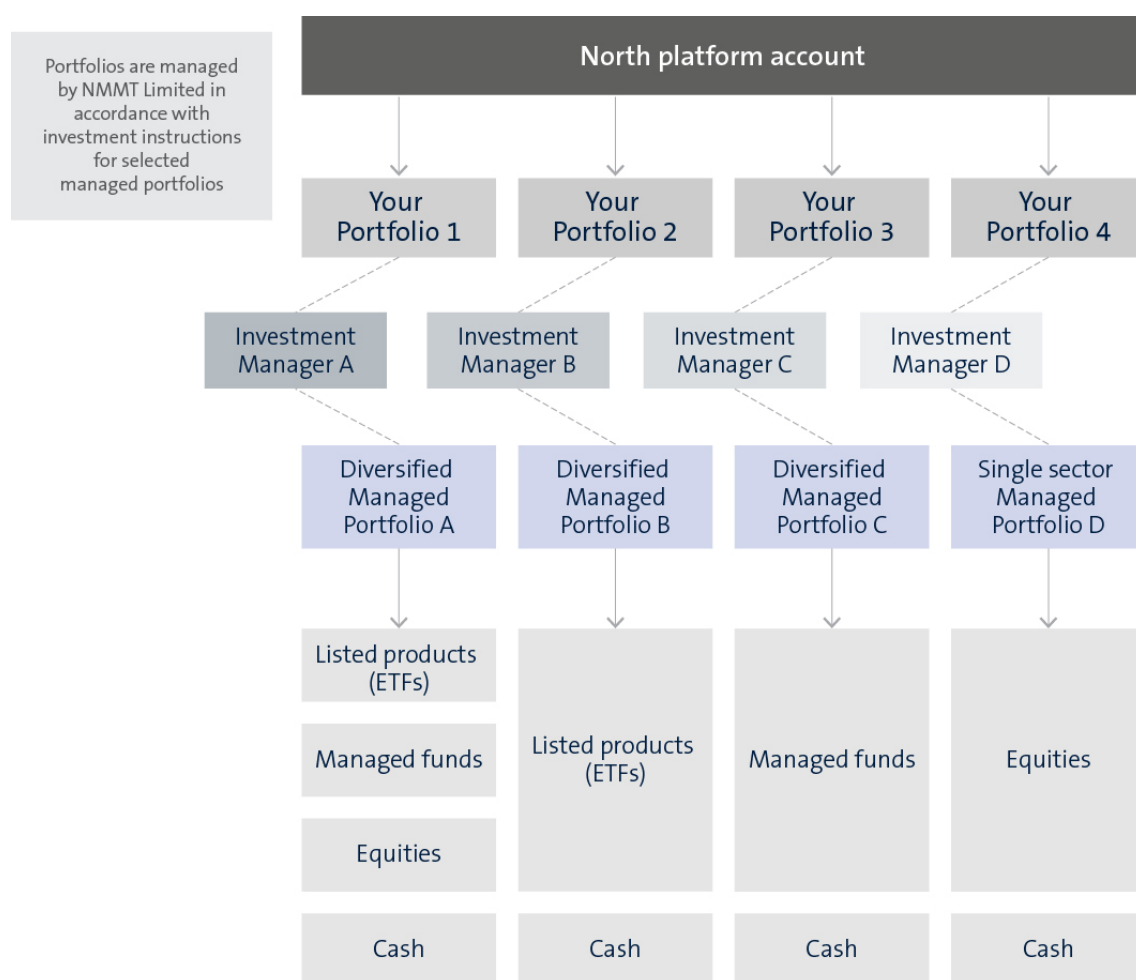 Portfolios are managed
by NMMT Limited in
accordance with
investment instructions
for selected
managed portfolios
North platform account
Your
Portfolio 1
Your
Portfolio 2
Your
Portfolio 3
Your
Portfolio 4
Investment
Manager A
Investment
Manager B
Investment
Manager C
Investment
Manager D
Diversified
Managed
Portfolio A
Diversified
Managed
Portfolio B
Diversified
Managed
Portfolio C
Single sector
Managed
Portfolio D
Listed products
(ETFs)
Managed funds
Equities
Listed products
(ETFs)
Managed funds
Equities
Cash
Cash
Cash
Cash